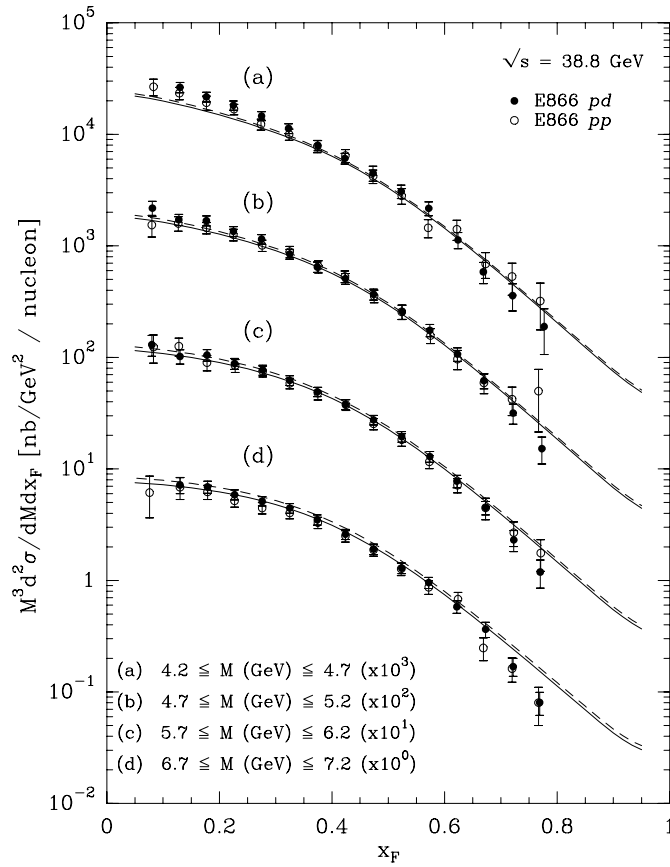 10⁵
10⁴
10³
10²
10¹
1
10⁻¹
10⁻²
M³d²σ/dMdx_F [nb/GeV² / nucleon]
√s = 38.8 GeV
E866 pd
E866 pp
(a)
(b)
(c)
(d)
(a) 4.2 ≦ M (GeV) ≦ 4.7 (x10³)
(b) 4.7 ≦ M (GeV) ≦ 5.2 (x10²)
(c) 5.7 ≦ M (GeV) ≦ 6.2 (x10¹)
(d) 6.7 ≦ M (GeV) ≦ 7.2 (x10⁰)
0 0.2 0.4 0.6 0.8 1
x_F